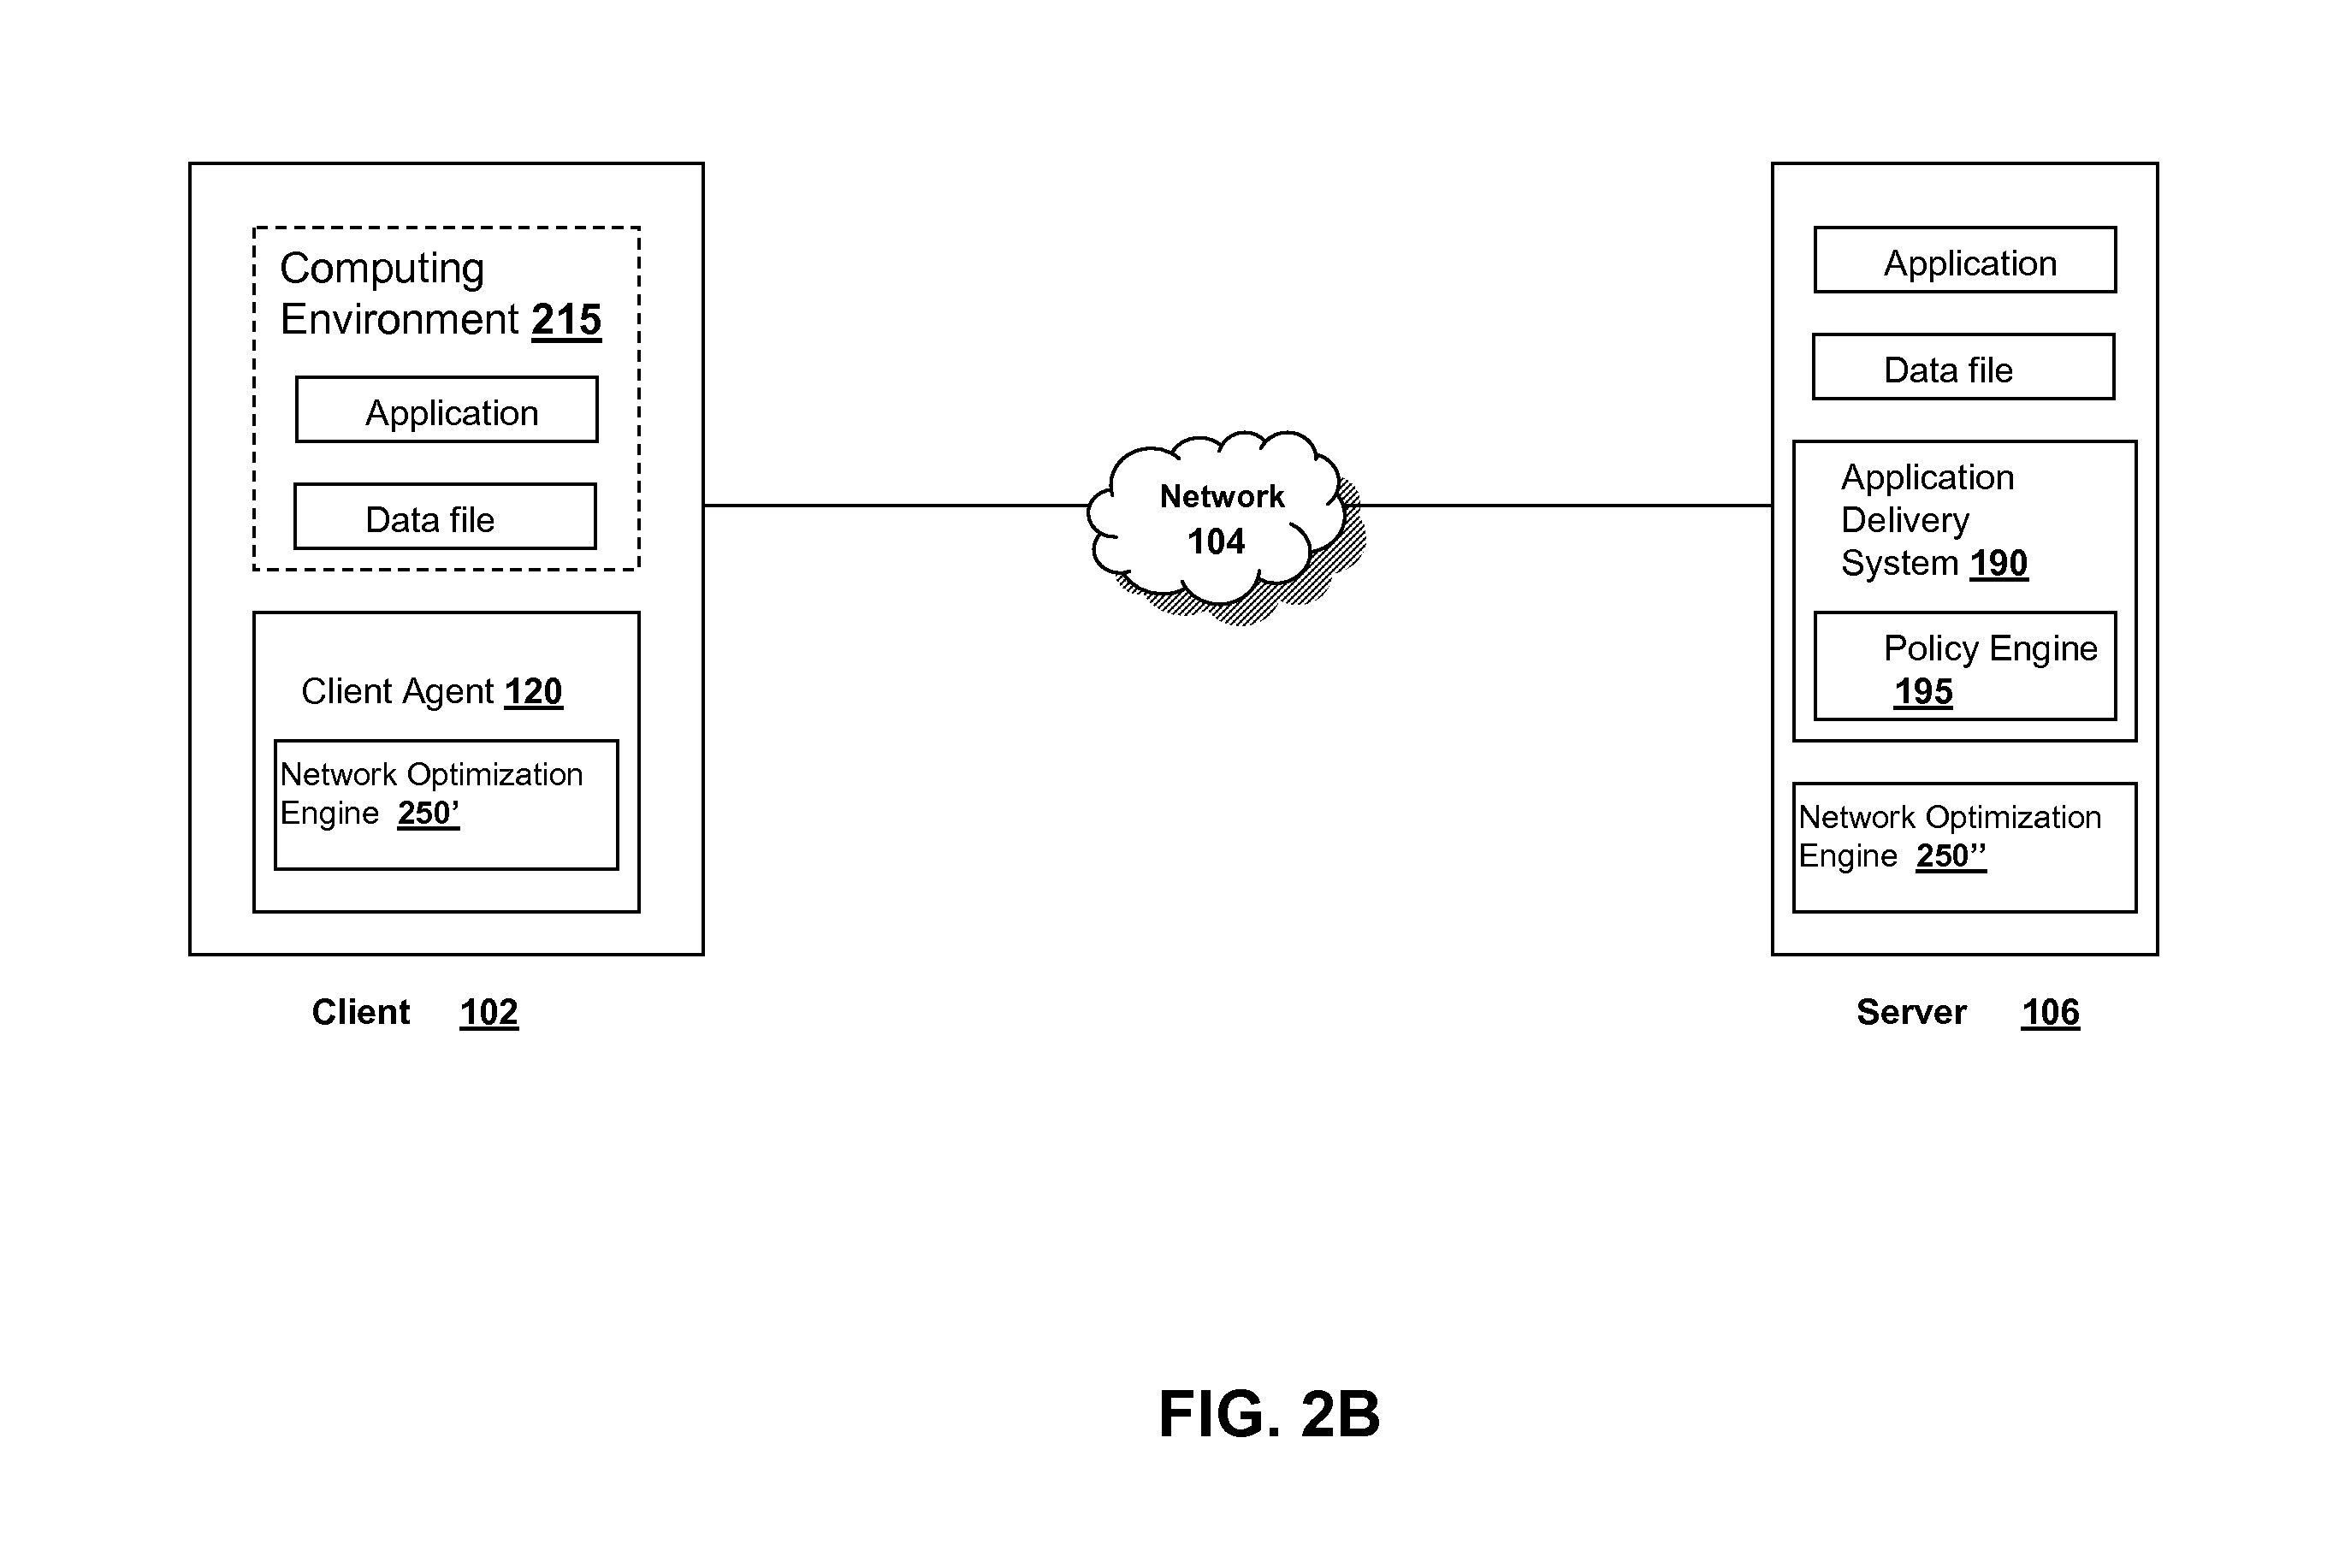 Computing
Environment 215
Application
Data file
Client Agent 120
Network Optimization
Engine 250’
Client 102
Network
104
Application
Data file
Application
Delivery
System 190
Policy Engine
195
Network Optimization
Engine 250’’
Server 106
FIG. 2B